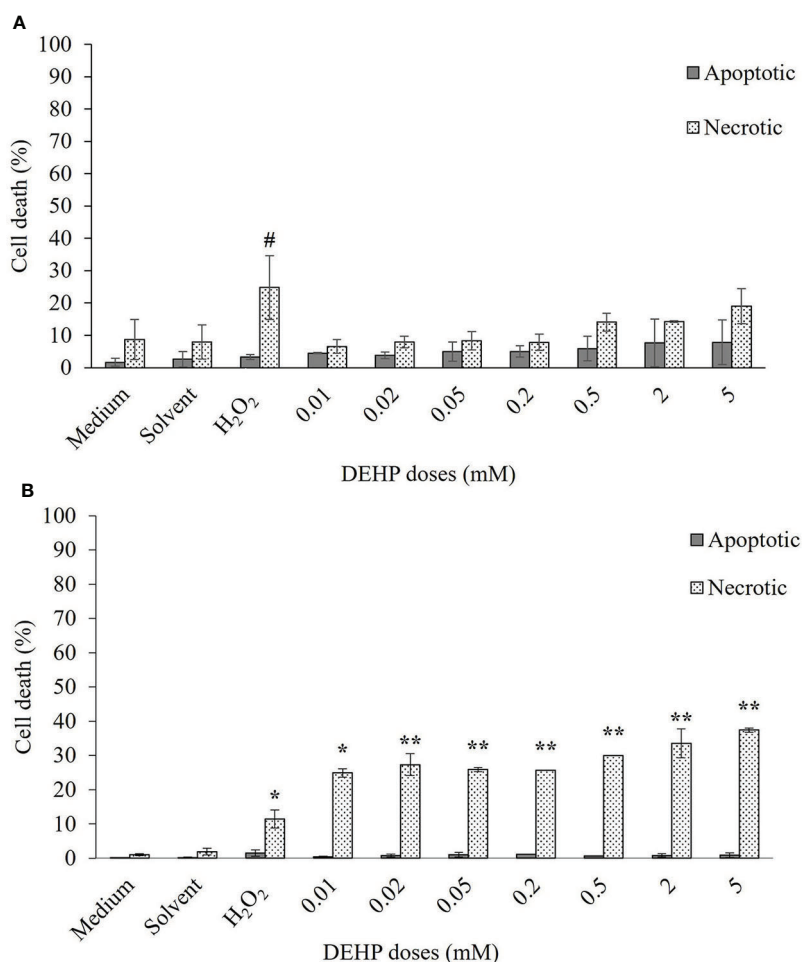 A
100
90
80
70
60
50
40
30
20
10
0
Cell death (%)
Apoptotic
Necrotic
#
Medium Solvent H₂O₂ 0.01 0.02 0.05 0.2 0.5 2 5
DEHP doses (mM)
B
100
90
80
70
60
50
40
30
20
10
0
Cell death (%)
Apoptotic
Necrotic
* * ** ** ** ** ** **
Medium Solvent H₂O₂ 0.01 0.02 0.05 0.2 0.5 2 5
DEHP doses (mM)